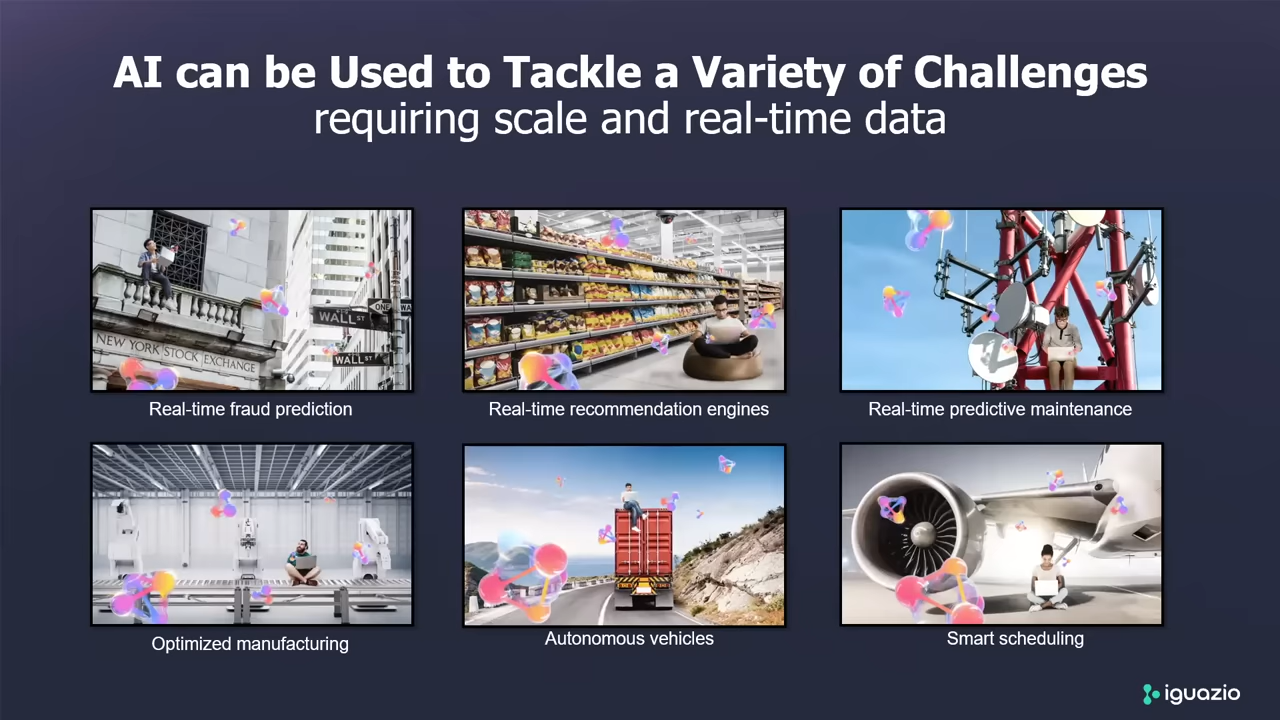 AI can be Used to Tackle a Variety of Challenges
requiring scale and real-time data
NEW YORK STOCK EXCHANGE
WALL ST
ONE WA
WALL ST
Real-time fraud prediction
Real-time recommendation engines
Real-time predictive maintenance
Optimized manufacturing
Autonomous vehicles
Smart scheduling
iguazio